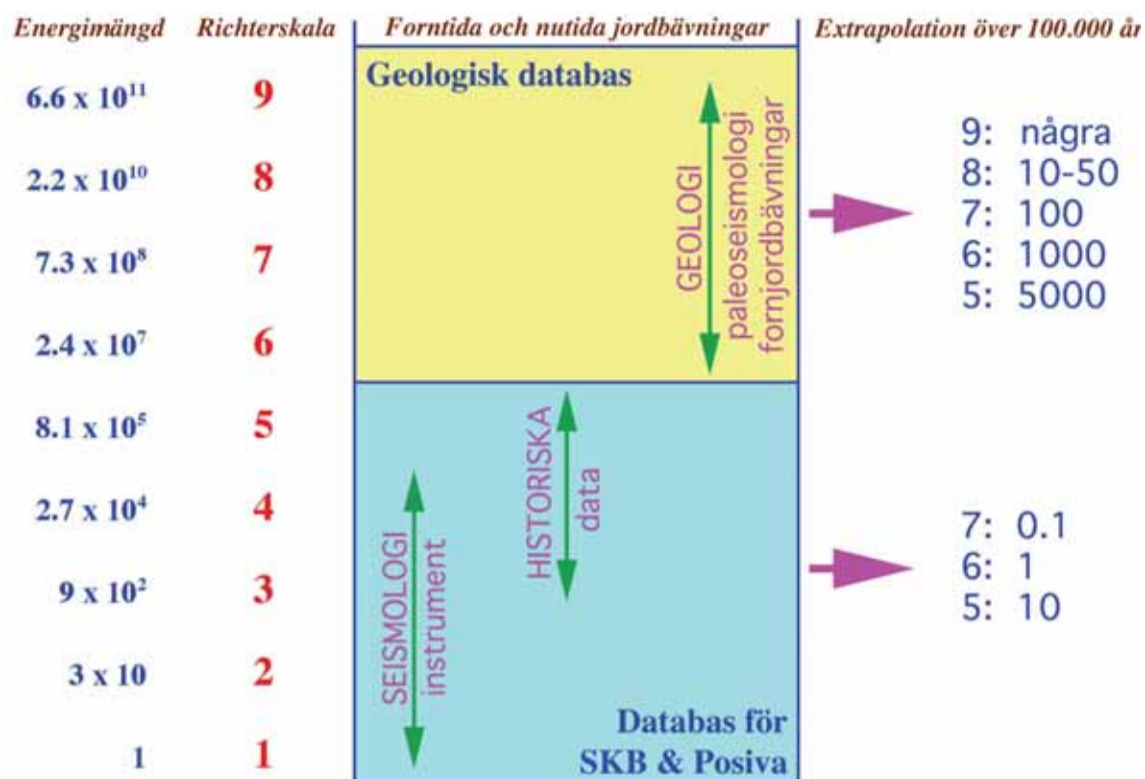 Energimängd Richterskala Forntida och nutida jordbävningar Extrapolation över 100.000 år
Geologisk databas
6.6 x 10¹¹ 9
2.2 x 10¹⁰ 8
7.3 x 10⁸ 7
2.4 x 10⁷ 6
8.1 x 10⁵ 5
2.7 x 10⁴ 4
9 x 10² 3
3 x 10 2
1 1
GEOLOGI
paleoseismologi
fornjordbävningar
HISTORISKA
data
SEISMOLOGI
instrument
Databas för
SKB & Posiva
9: några
8: 10-50
7: 100
6: 1000
5: 5000
7: 0.1
6: 1
5: 10